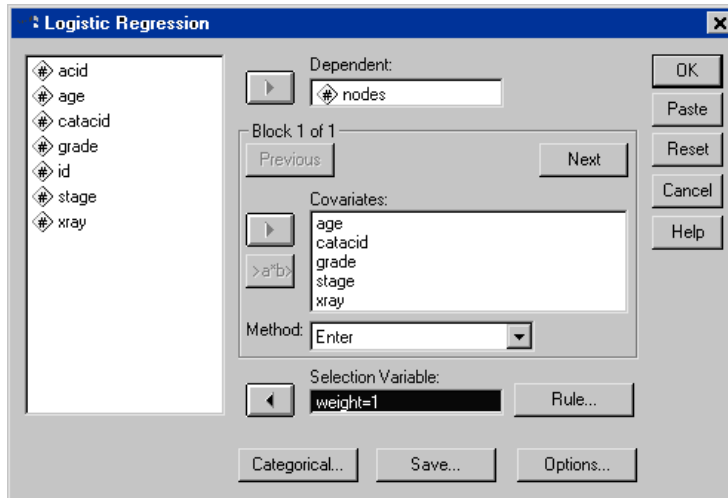 Logistic Regression
# acid
# age
# catacid
# grade
# id
# stage
# xray
Dependent:
# nodes
Block 1 of 1
Previous
Next
Covariates:
age
catacid
grade
stage
xray
>a*b>
Method:
Enter
Selection Variable:
weight=1
Rule...
Categorical...
Save...
Options...
OK
Paste
Reset
Cancel
Help